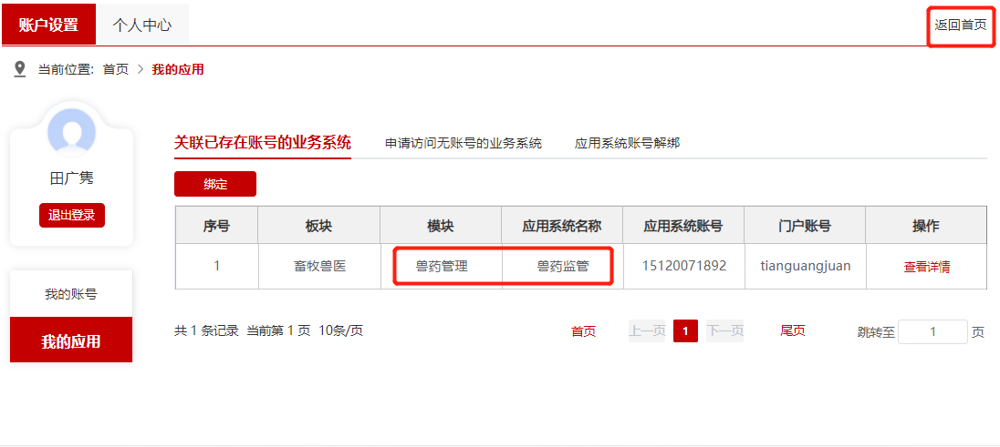 账户设置 个人中心 返回首页
当前位置: 首页 > 我的应用
田广隽
退出登录
我的账号
我的应用
关联已存在账号的业务系统 申请访问无账号的业务系统 应用系统账号解绑
绑定
序号 板块 模块 应用系统名称 应用系统账号 门户账号 操作
1 畜牧兽医 兽药管理 兽药监管 15120071892 tianguangjuan 查看详情
共 1 条记录 当前第 1 页 10条/页 首页 上一页 1 下一页 尾页 跳转至 1 页